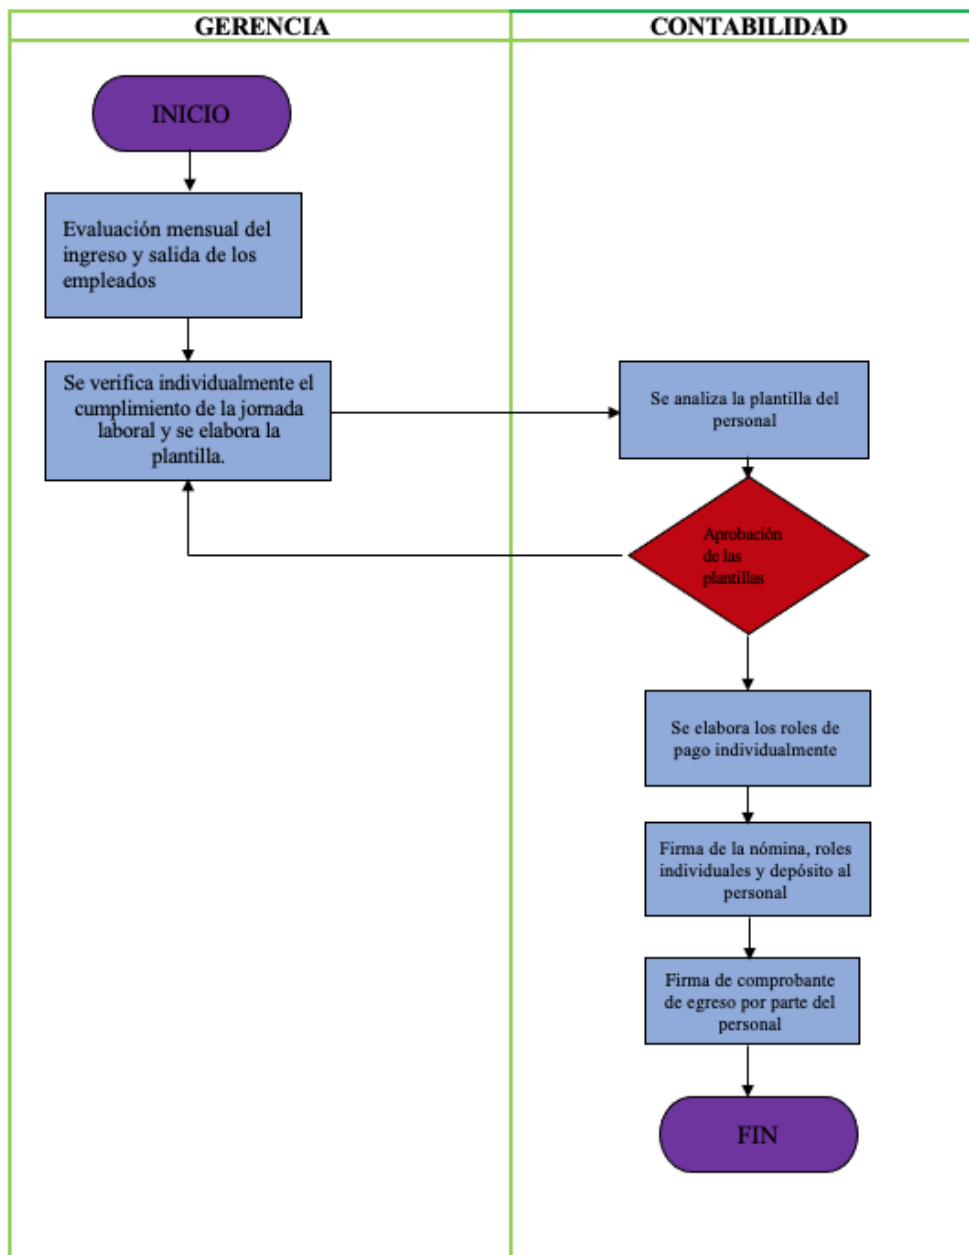 GERENCIA
CONTABILIDAD
INICIO
Evaluación mensual del
ingreso y salida de los
empleados
Se verifica individualmente el
cumplimiento de la jornada
laboral y se elabora la
plantilla.
Se analiza la plantilla del
personal
Aprobación
de las
plantillas
Se elabora los roles de
pago individualmente
Firma de la nómina, roles
individuales y depósito al
personal
Firma de comprobante
de egreso por parte del
personal
FIN